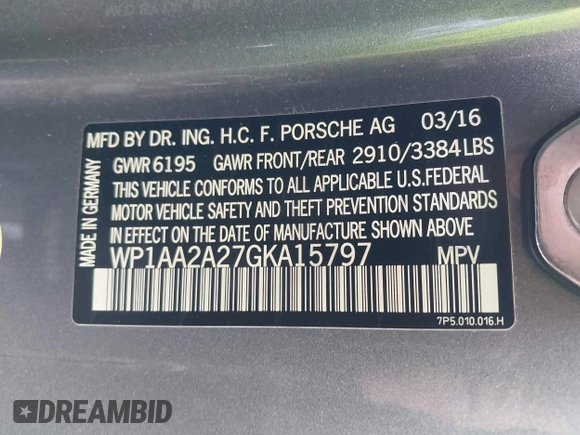 MFD BY DR. ING. H.C. F. PORSCHE AG 03/16
GVWR 6195 GAWR FRONT/REAR 2910/3384LBS
THIS VEHICLE CONFORMS TO ALL APPLICABLE U.S.FEDERAL
MOTOR VEHICLE SAFETY AND THEFT PREVENTION STANDARDS
IN EFFECT ON THE DATE OF MANUFACTURE SHOWN ABOVE
WP1AA2A27GKA15797 MPV
MADE IN GERMANY
7P5.010.016.H
DREAMBID